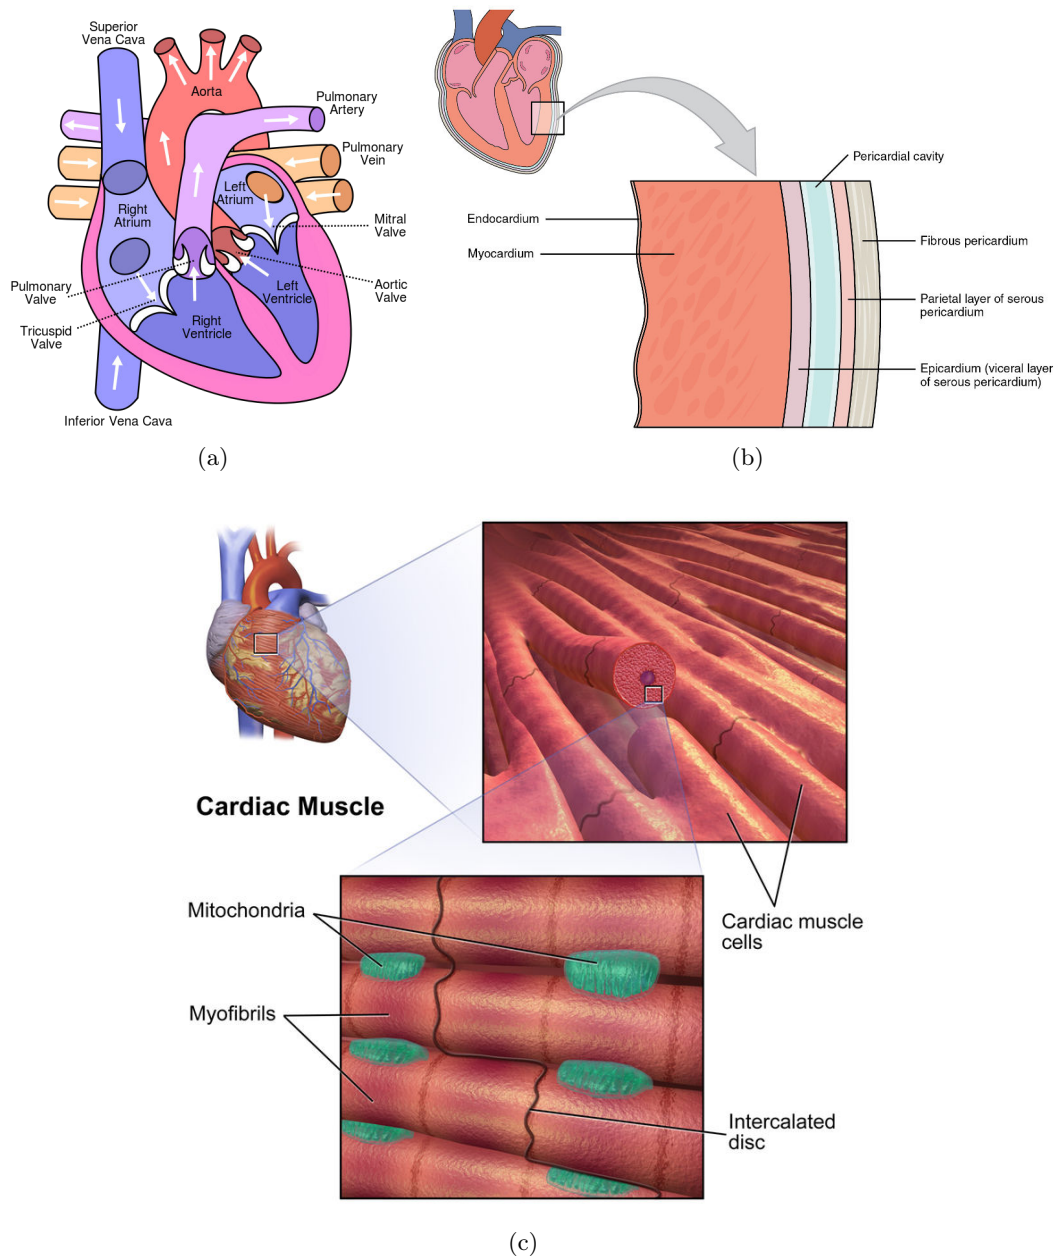 Superior
Vena Cava
Aorta
Pulmonary
Artery
Pulmonary
Vein
Left
Atrium
Right
Atrium
Mitral
Valve
Pulmonary
Valve
Left
Ventricle
Aortic
Valve
Tricuspid
Valve
Right
Ventricle
Inferior Vena Cava
(a)
Pericardial cavity
Endocardium
Myocardium
Fibrous pericardium
Parietal layer of serous
pericardium
Epicardium (viceral layer
of serous pericardium)
(b)
Cardiac Muscle
Cardiac muscle
cells
Mitochondria
Myofibrils
Intercalated
disc
(c)